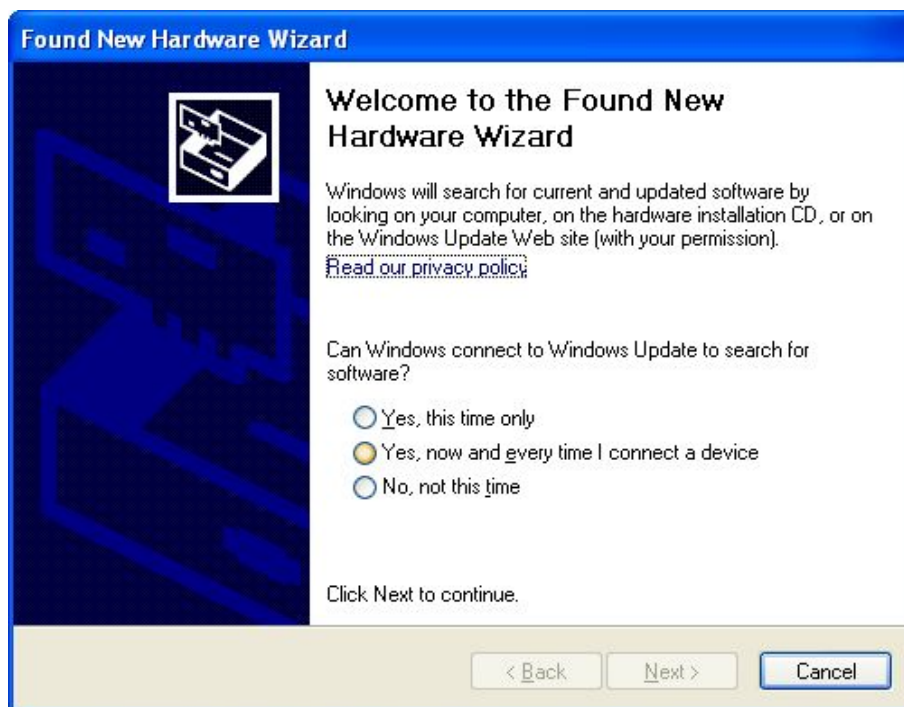 Found New Hardware Wizard
Welcome to the Found New
Hardware Wizard
Windows will search for current and updated software by
looking on your computer, on the hardware installation CD, or on
the Windows Update Web site (with your permission).
Read our privacy policy
Can Windows connect to Windows Update to search for
software?
Yes, this time only
Yes, now and every time I connect a device
No, not this time
Click Next to continue.
< Back Next > Cancel